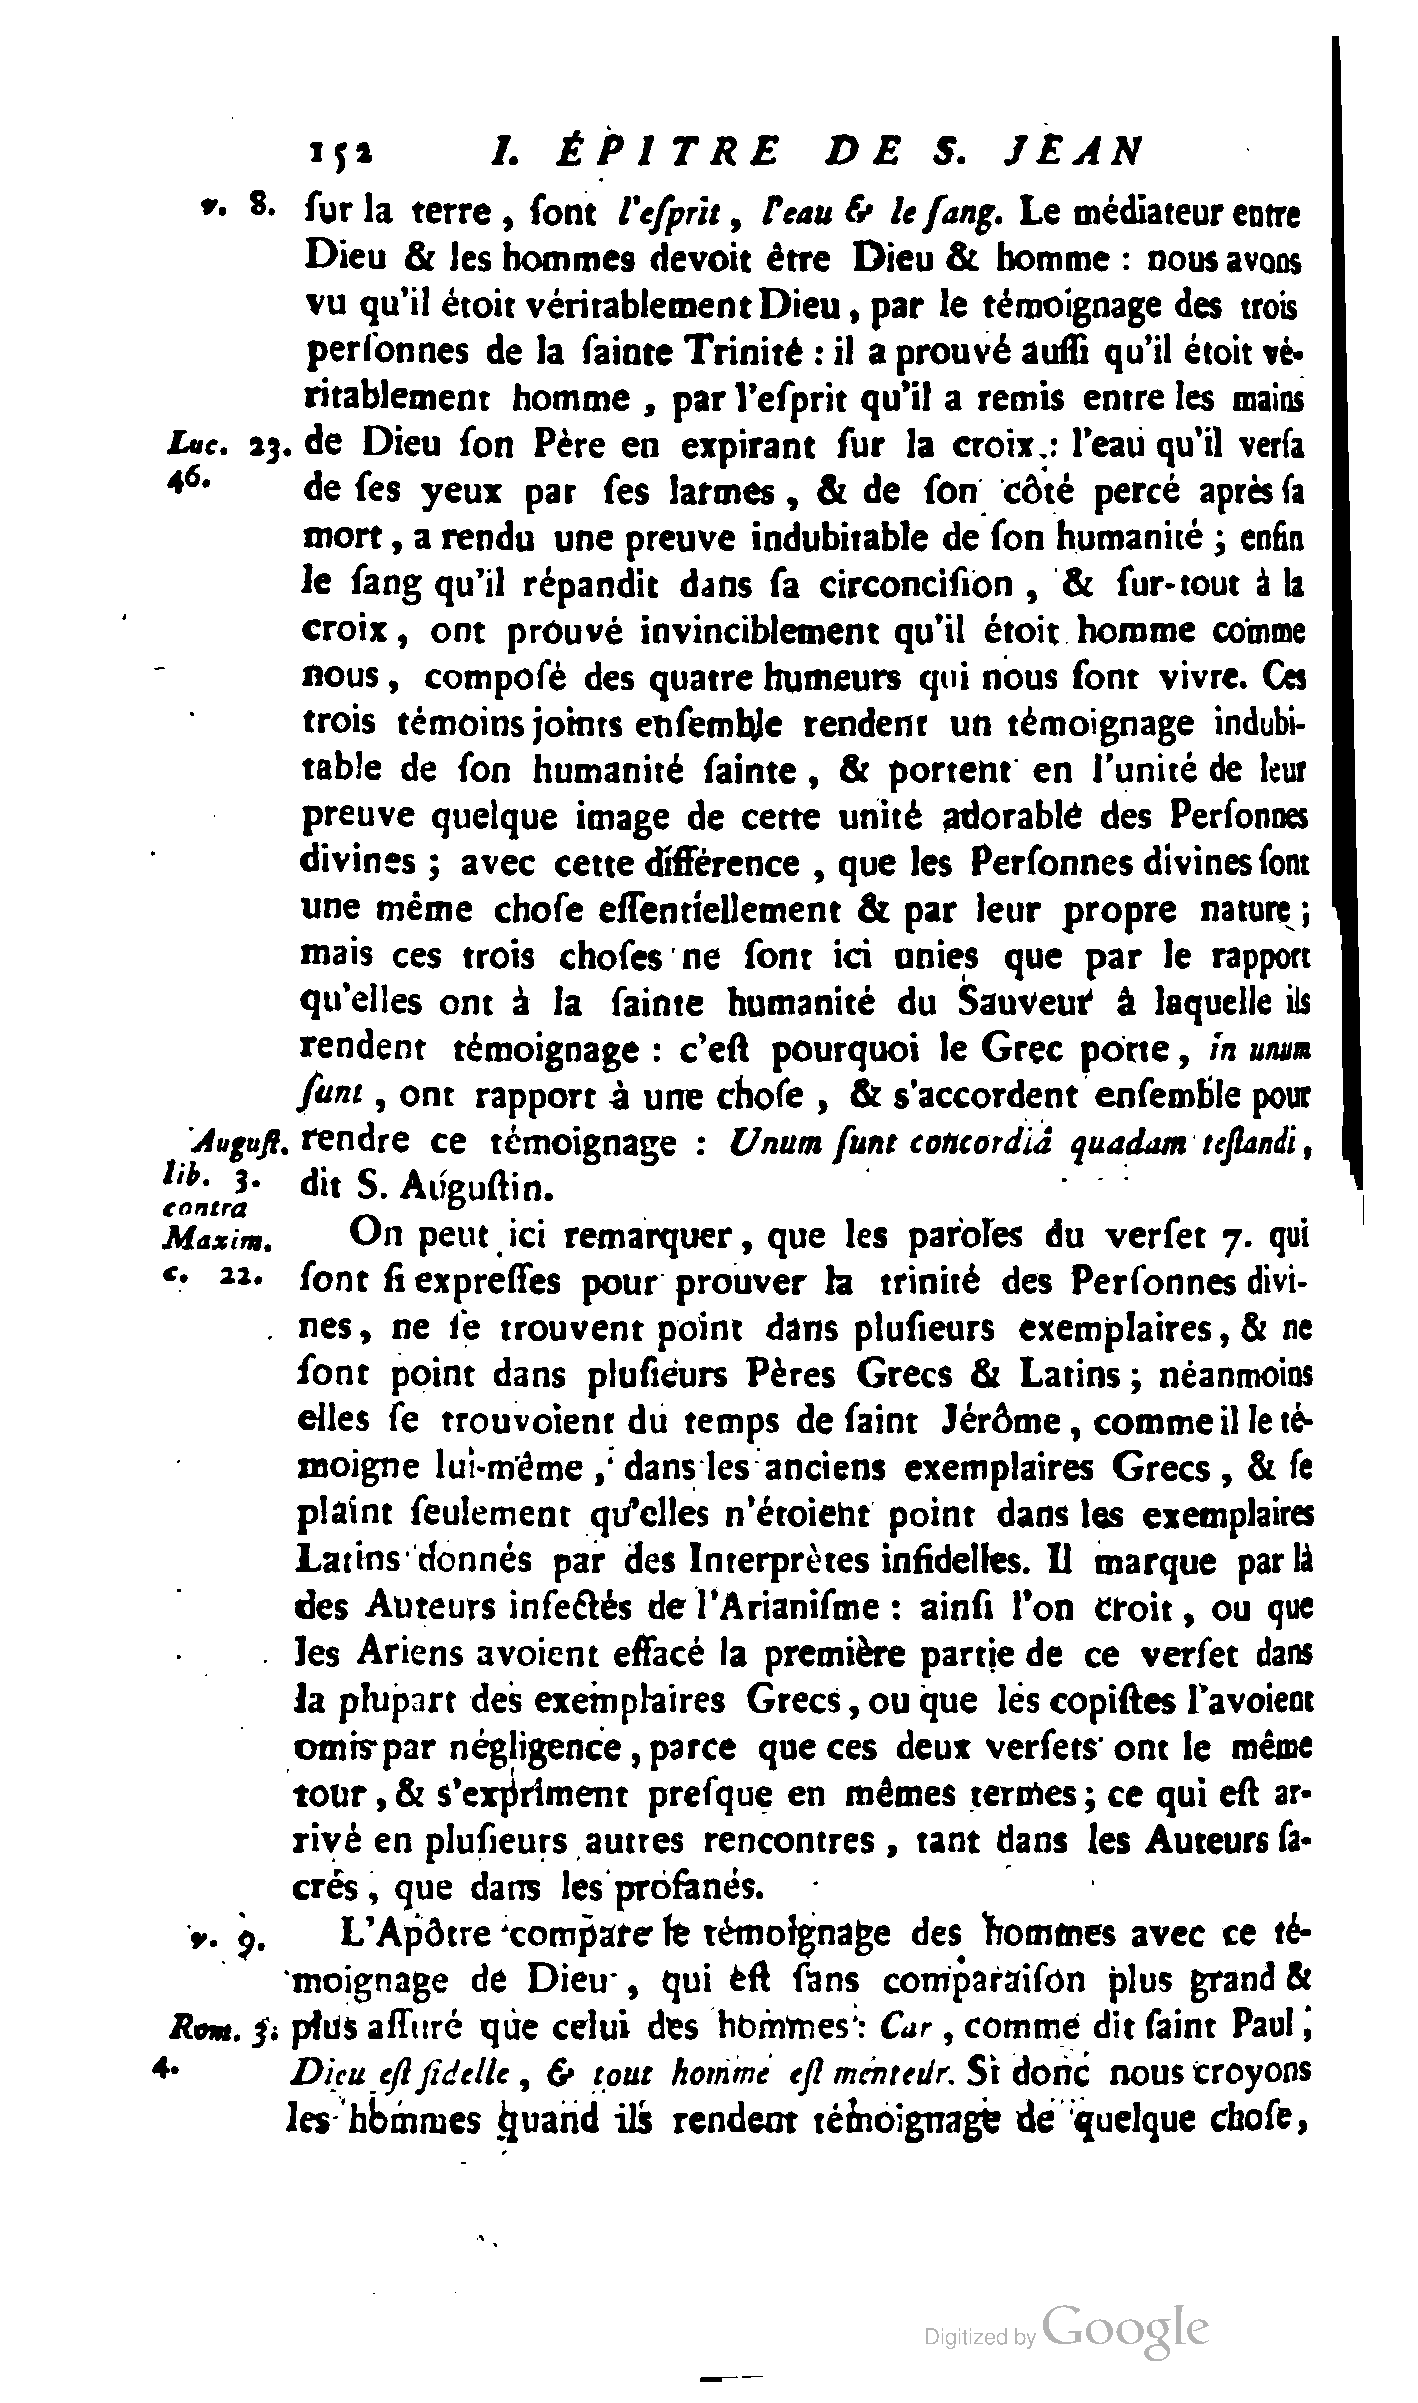 152 I. ÉPITRE DE S. JEAN
v. 8. ſur la terre, ſont l'eſprit, l'eau & le ſang. Le médiateur entre
Dieu & les hommes devoit être Dieu & homme : nous avons
vu qu'il étoit véritablement Dieu, par le témoignage des trois
perſonnes de la ſainte Trinité : il a prouvé auſſi qu'il étoit vé-
ritablement homme, par l'eſprit qu'il a remis entre les mains
Luc. 23. de Dieu ſon Père en expirant ſur la croix : l'eau qu'il verſa
46. de ſes yeux par ſes larmes, & de ſon côté percé après ſa
mort, a rendu une preuve indubitable de ſon humanité ; enfin
le ſang qu'il répandit dans ſa circonciſion, & ſur-tout à la
croix, ont prouvé invinciblement qu'il étoit homme comme
nous, compoſé des quatre humeurs qui nous font vivre. Ces
trois témoins joints enſemble rendent un témoignage indubi-
table de ſon humanité ſainte, & portent en l'unité de leur
preuve quelque image de cette unité adorable des Perſonnes
divines ; avec cette différence, que les Perſonnes divines ſont
une même choſe eſſentiellement & par leur propre nature ;
mais ces trois choſes ne ſont ici unies que par le rapport
qu'elles ont à la ſainte humanité du Sauveur à laquelle ils
rendent témoignage : c'eſt pourquoi le Grec porte, in unum
ſunt, ont rapport à une choſe, & s'accordent enſemble pour
Auguſt. rendre ce témoignage : Unum ſunt concordiâ quadam teſtandi,
lib. 3. dit S. Auguſtin.
contra
Maxim. On peut ici remarquer, que les paroles du verſet 7. qui
c. 22. ſont ſi expreſſes pour prouver la trinité des Perſonnes divi-
nes, ne ſe trouvent point dans pluſieurs exemplaires, & ne
ſont point dans pluſieurs Pères Grecs & Latins ; néanmoins
elles ſe trouvoient du temps de ſaint Jérôme, comme il le té-
moigne lui-même, dans les anciens exemplaires Grecs, & ſe
plaint ſeulement qu'elles n'étoient point dans les exemplaires
Latins donnés par des Interprètes infidelles. Il marque par là
des Auteurs infectés de l'Arianiſme : ainſi l'on croit, ou que
les Ariens avoient effacé la première partie de ce verſet dans
la plupart des exemplaires Grecs, ou que les copiſtes l'avoient
omis par négligence, parce que ces deux verſets ont le même
tour, & s'expriment preſque en mêmes termes ; ce qui eſt ar-
rivé en pluſieurs autres rencontres, tant dans les Auteurs ſa-
crés, que dans les profanés.
v. 9. L'Apôtre compare le témoignage des hommes avec ce té-
moignage de Dieu, qui eſt ſans comparaiſon plus grand &
Rom. 3. plus aſſuré que celui des hommes : Car, comme dit ſaint Paul,
4. Dieu eſt fidelle, & tout homme eſt menteur. Si donc nous croyons
les hommes quand ils rendent témoignage de quelque choſe,
Digitized by Google